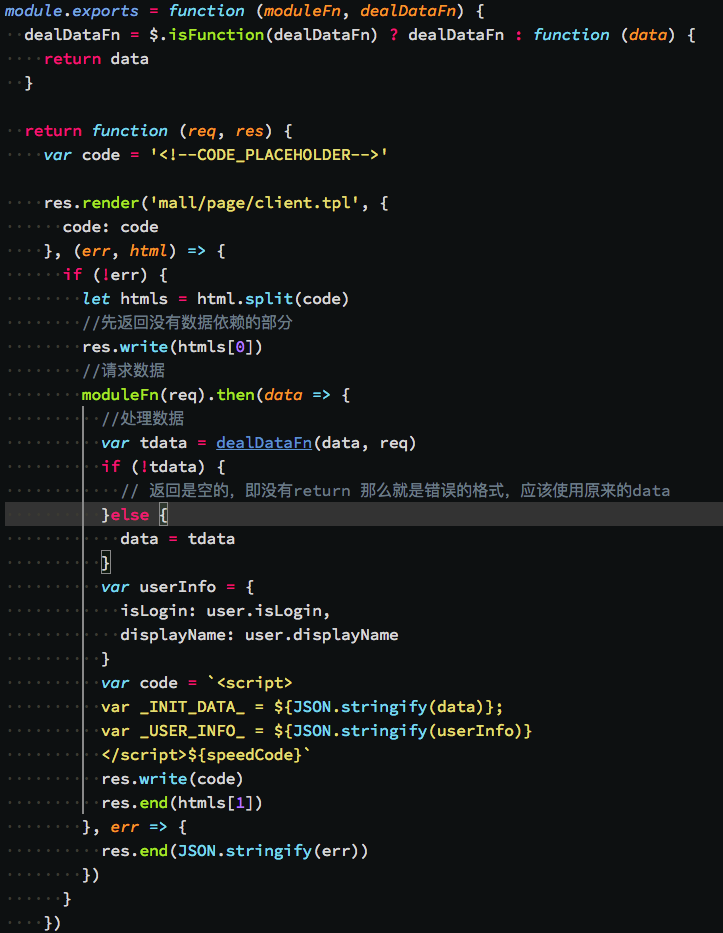 module.exports = function (moduleFn, dealDataFn) {
  dealDataFn = $.isFunction(dealDataFn) ? dealDataFn : function (data) {
    return data
  }
  return function (req, res) {
    var code = '<!--CODE_PLACEHOLDER-->'
    res.render('mall/page/client.tpl', {
      code: code
    }, (err, html) => {
      if (!err) {
        let htmls = html.split(code)
        //先返回没有数据依赖的部分
        res.write(htmls[0])
        //请求数据
        moduleFn(req).then(data => {
          //处理数据
          var tdata = dealDataFn(data, req)
          if (!tdata) {
            // 返回是空的，即没有return 那么就是错误的格式，应该使用原来的data
          }else {
            data = tdata
          }
          var userInfo = {
            isLogin: user.isLogin,
            displayName: user.displayName
          }
          var code = `<script>
          var _INIT_DATA_ = ${JSON.stringify(data)};
          var _USER_INFO_ = ${JSON.stringify(userInfo)}
          </script>${speedCode}`
          res.write(code)
          res.end(htmls[1])
        }, err => {
          res.end(JSON.stringify(err))
        })
      }
    })